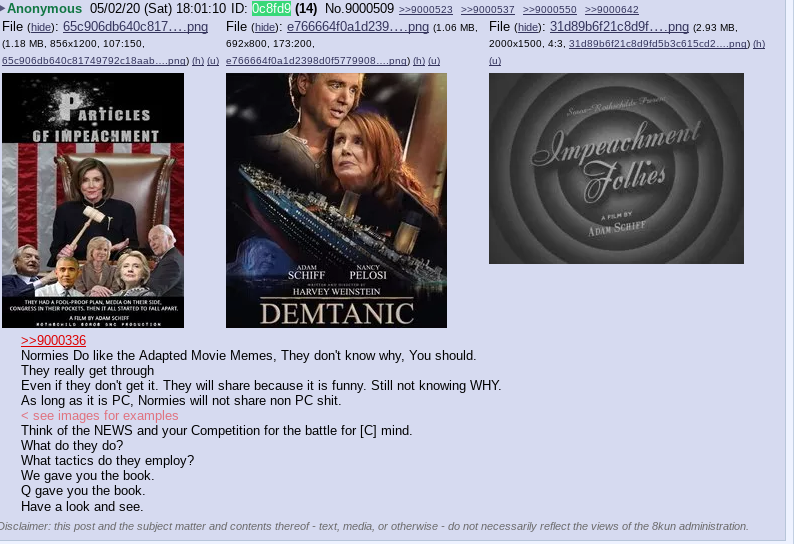 Anonymous 05/02/20 (Sat) 18:01:10 ID: 0c8fd9 (14) No.9000509 >>9000523 >>9000537 >>9000550 >>9000642
File (hide): 65c906db640c817….png
(1.18 MB, 856x1200, 107:150,
65c906db640c81749792c18aab….png) (h) (u)
File (hide): e766664f0a1d239….png (1.06 MB,
692x800, 173:200,
e766664f0a1d2398d0f5779908….png) (h) (u)
File (hide): 31d89b6f21c8d9f….png (2.93 MB,
2000x1500, 4:3, 31d89b6f21c8d9fd5b3c615cd2….png) (h)
(u)
PARTICLES
OF IMPEACHMENT
THEY HAD A FOOL-PROOF PLAN, MEDIA ON THEIR SIDE,
CONGRESS IN THEIR POCKETS. THEN IT ALL STARTED TO FALL APART.
A FILM BY ADAM SCHIFF
ROTHCHILD SOROS DNC PRODUCTION
ADAM SCHIFF
NANCY PELOSI
WRITTEN AND DIRECTED BY
HARVEY WEINSTEIN
DEMTANIC
Soros-Rothschilds Present
Impeachment
Follies
A FILM BY
ADAM SCHIFF
>>9000336
Normies Do like the Adapted Movie Memes, They don't know why, You should.
They really get through
Even if they don't get it. They will share because it is funny. Still not knowing WHY.
As long as it is PC, Normies will not share non PC shit.
< see images for examples
Think of the NEWS and your Competition for the battle for [C] mind.
What do they do?
What tactics do they employ?
We gave you the book.
Q gave you the book.
Have a look and see.
Disclaimer: this post and the subject matter and contents thereof - text, media, or otherwise - do not necessarily reflect the views of the 8kun administration.